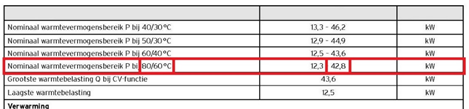 Nominaal warmtevermogensbereik P bij 40/30°C 13,3 - 46,2 kW
Nominaal warmtevermogensbereik P bij 50/30°C 12,9 - 44,9 kW
Nominaal warmtevermogensbereik P bij 60/40°C 12,5 - 43,6 kW
Nominaal warmtevermogensbereik P bij 80/60°C 12,3 42,8 kW
Grootste warmtebelasting Q bij CV-functie 43,6 kW
Laagste warmtebelasting 12,5 kW
Verwarming